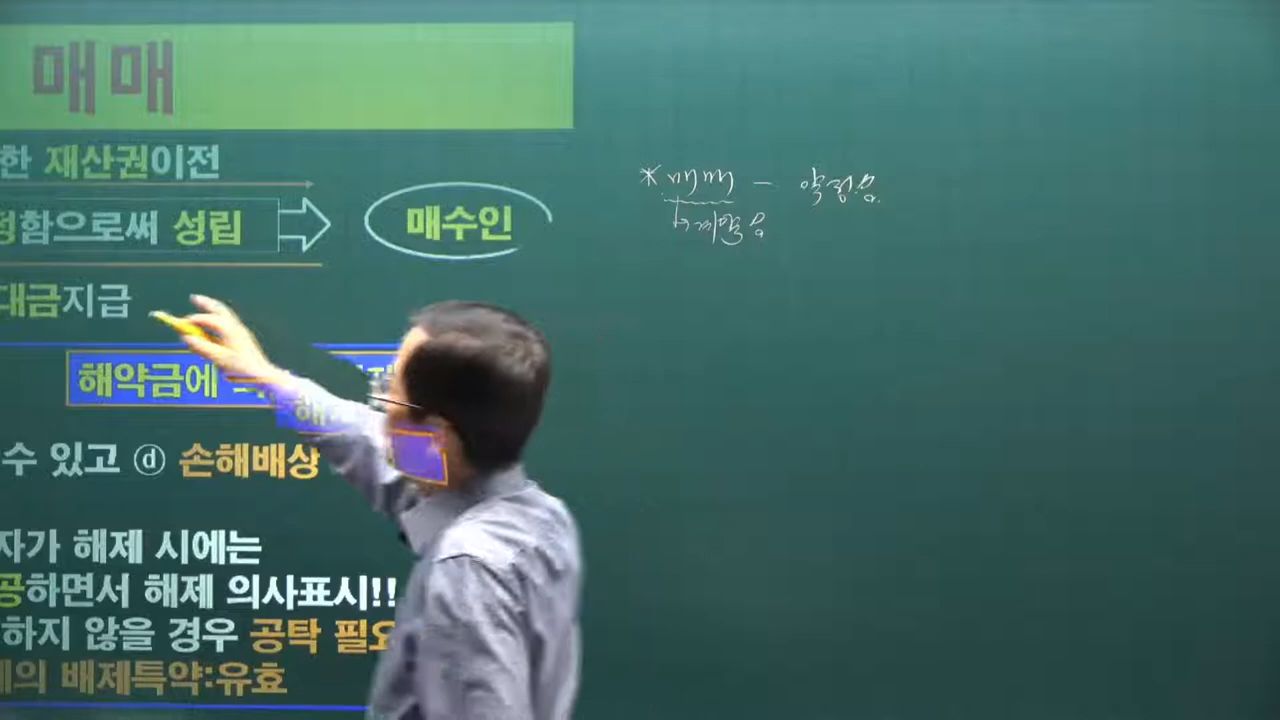 매매
한 재산권이전
정함으로써 성립
매수인
대금지급
해약금에
수 있고 ⓓ 손해배상
자가 해제 시에는
공하면서 해제 의사표시!!
하지 않을 경우 공탁 필요
의 배제특약:유효
*매매 -